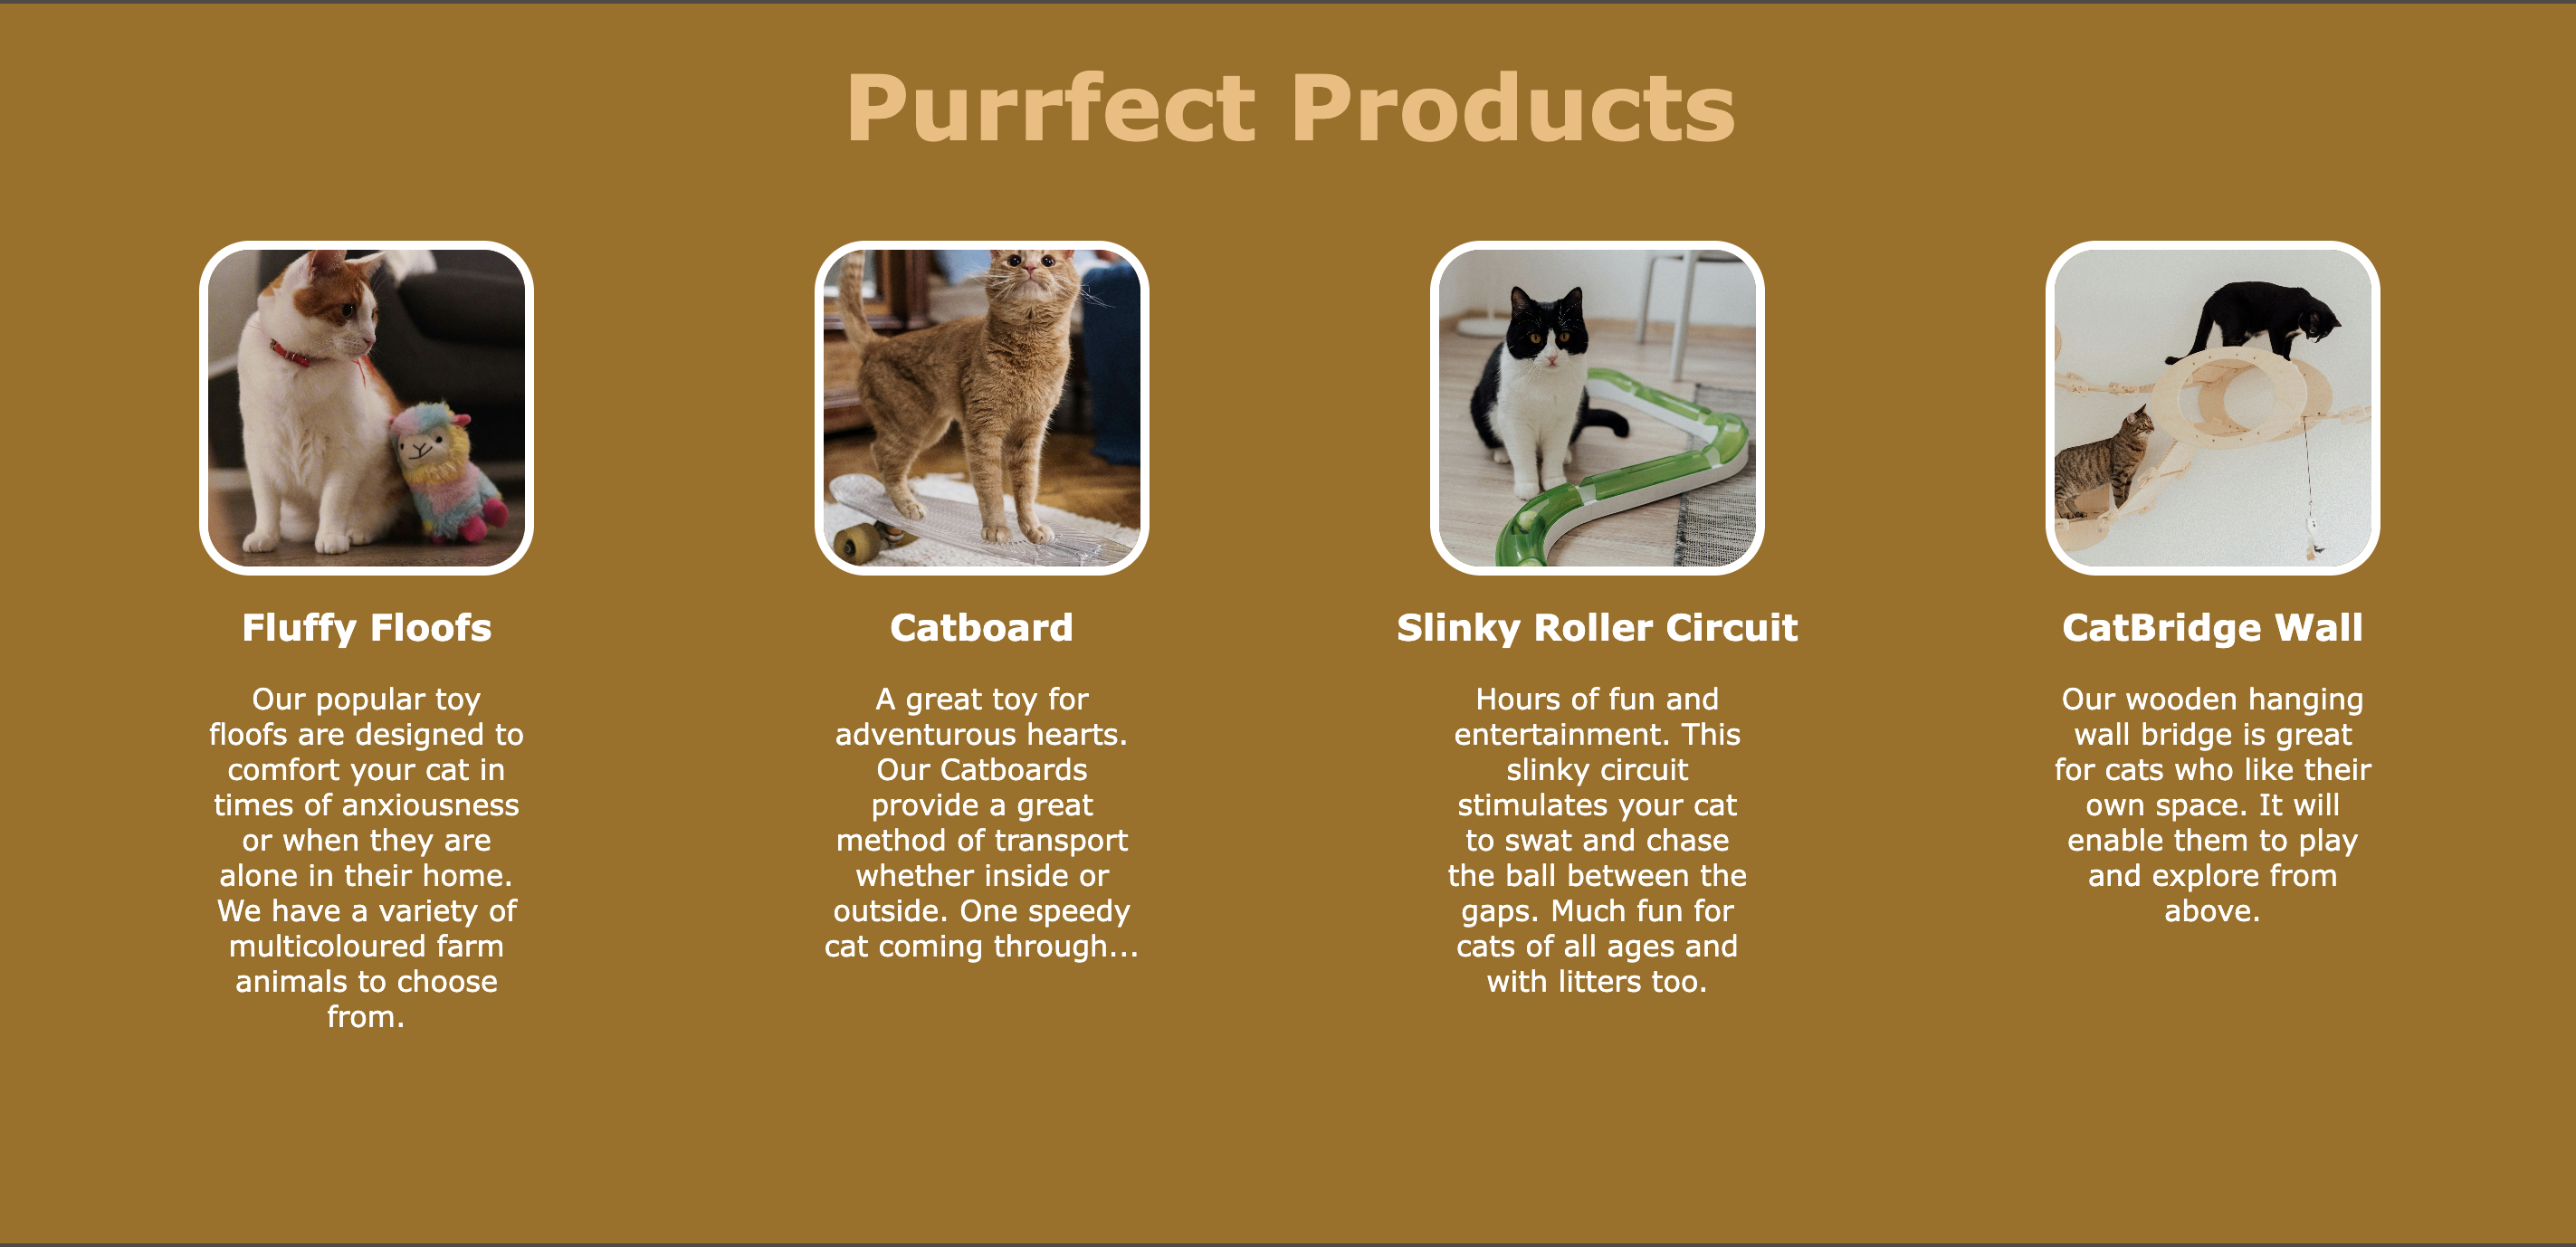 Purrfect Products
Fluffy Floofs
Our popular toy
floofs are designed to
comfort your cat in
times of anxiousness
or when they are
alone in their home.
We have a variety of
multicoloured farm
animals to choose
from.
Catboard
A great toy for
adventurous hearts.
Our Catboards
provide a great
method of transport
whether inside or
outside. One speedy
cat coming through...
Slinky Roller Circuit
Hours of fun and
entertainment. This
slinky circuit
stimulates your cat
to swat and chase
the ball between the
gaps. Much fun for
cats of all ages and
with litters too.
CatBridge Wall
Our wooden hanging
wall bridge is great
for cats who like their
own space. It will
enable them to play
and explore from
above.